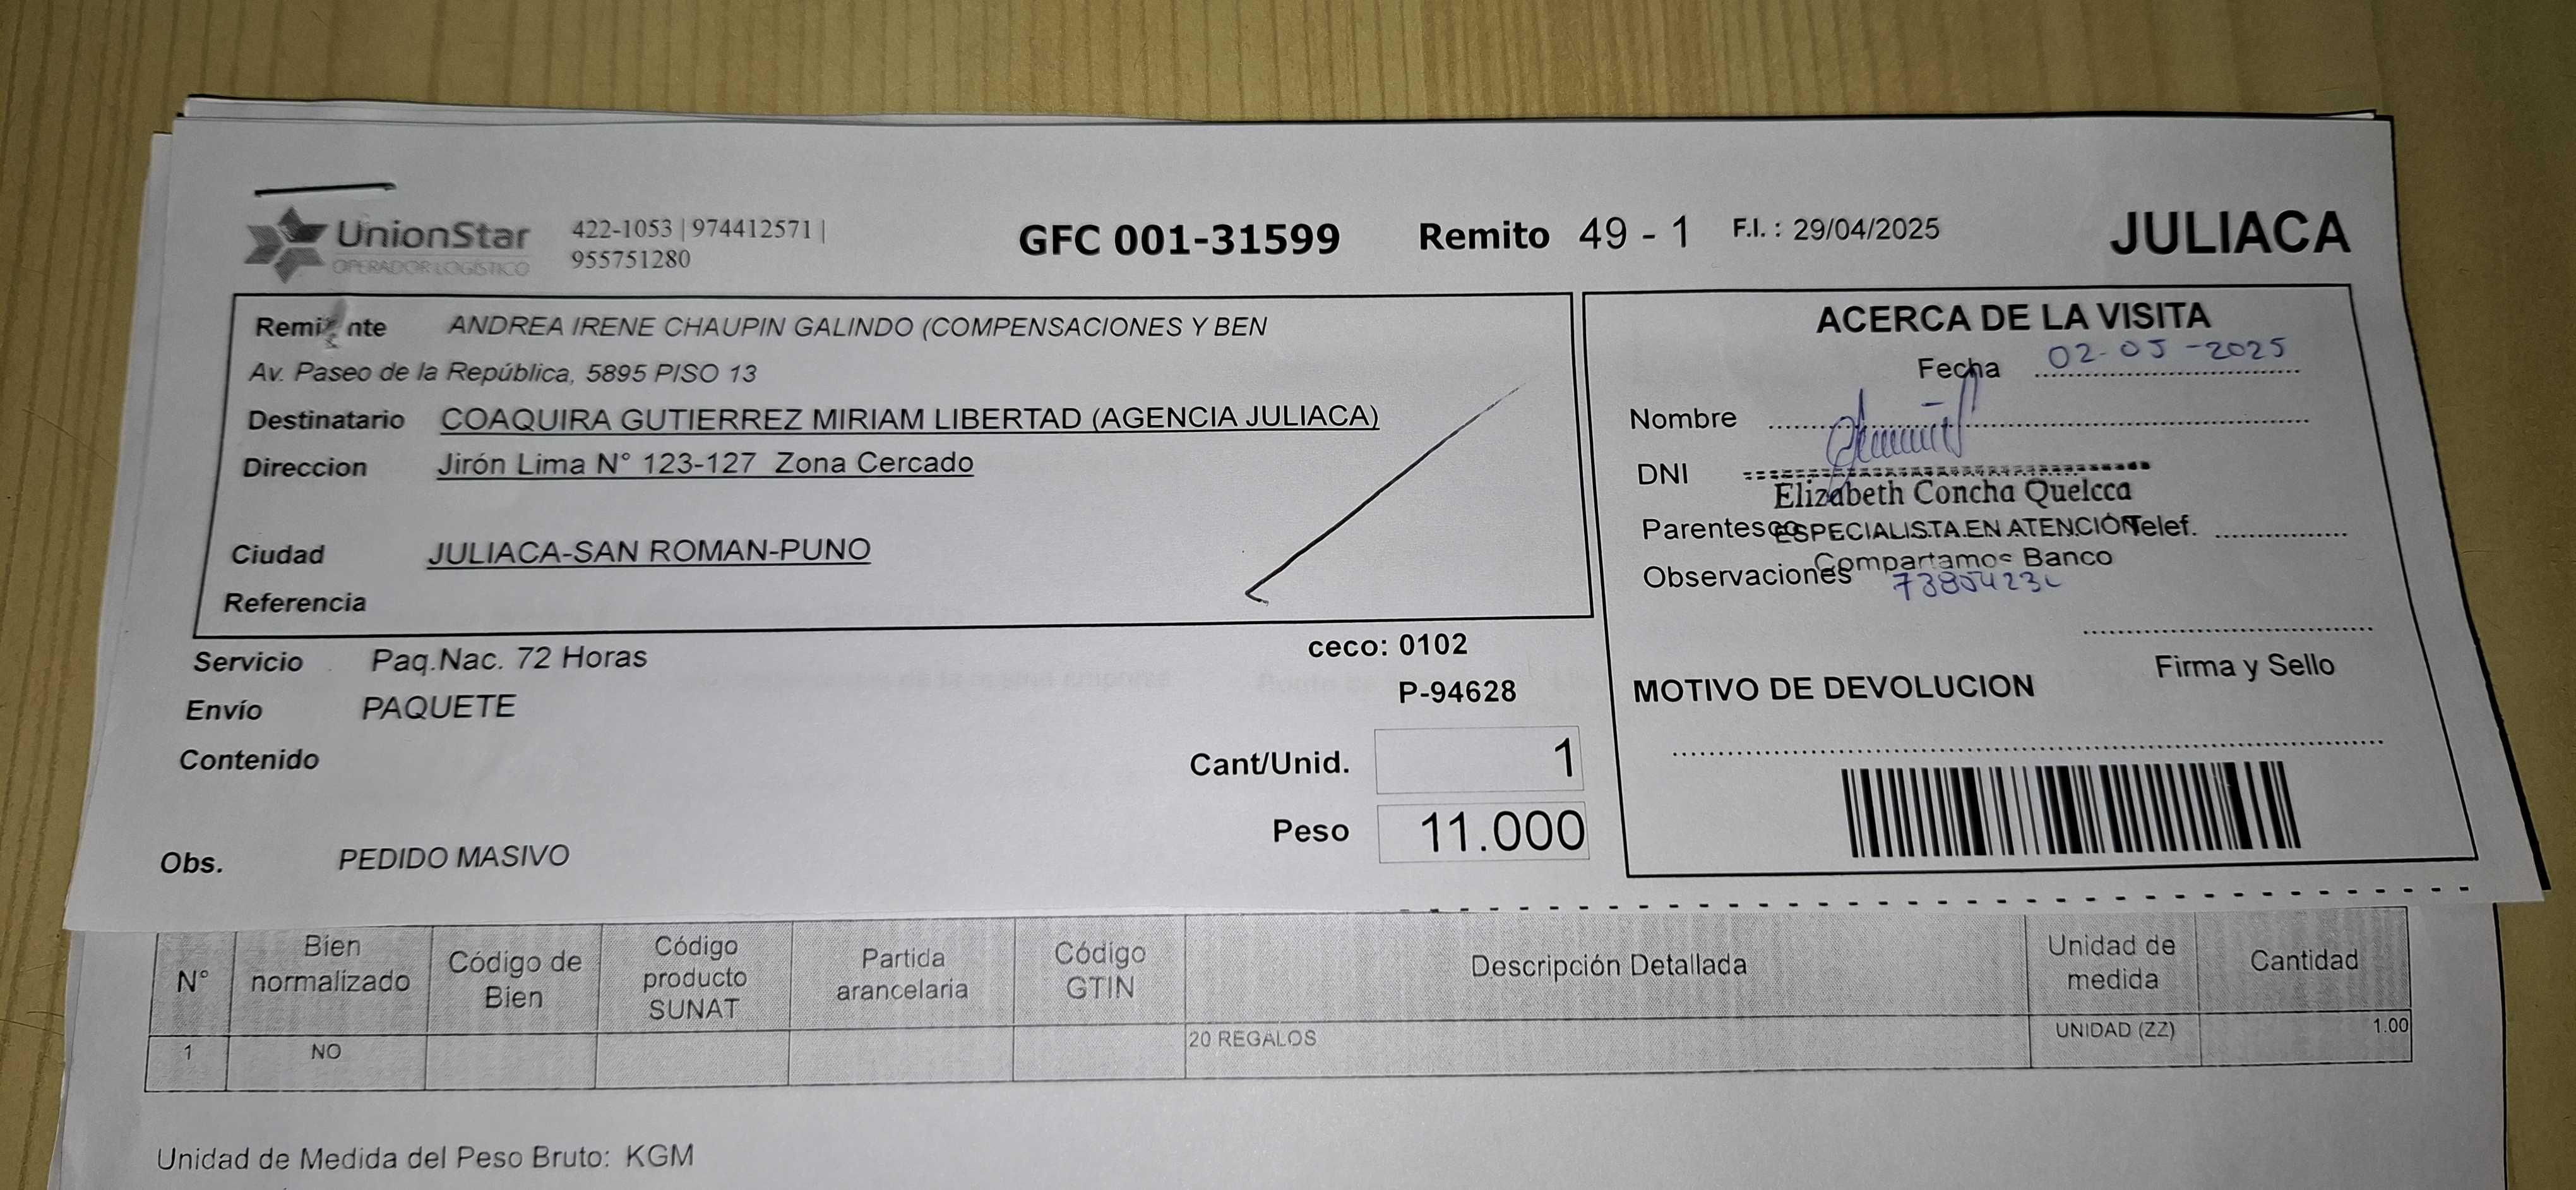 UnionStar
OPERADOR LOGÍSTICO
422-1053 | 974412571 |
955751280
GFC 001-31599
Remito 49 - 1
F.I. : 29/04/2025
JULIACA
Remi nte ANDREA IRENE CHAUPIN GALINDO (COMPENSACIONES Y BEN
Av. Paseo de la República, 5895 PISO 13
Destinatario COAQUIRA GUTIERREZ MIRIAM LIBERTAD (AGENCIA JULIACA)
Direccion Jirón Lima N° 123-127 Zona Cercado
Ciudad JULIACA-SAN ROMAN-PUNO
Referencia
Servicio Paq.Nac. 72 Horas
Envío PAQUETE
Contenido
Obs. PEDIDO MASIVO
ceco: 0102
P-94628
Cant/Unid. 1
Peso 11.000
ACERCA DE LA VISITA
Fecha 02-05-2025
Nombre
DNI
Elizabeth Concha Quelcca
Parentesco ESPECIALISTA EN ATENCIÓN Telef.
Compartamos Banco
Observaciones
Firma y Sello
MOTIVO DE DEVOLUCION
N° Bien normalizado Código de Bien Código producto SUNAT Partida arancelaria Código GTIN Descripción Detallada Unidad de medida Cantidad
1 NO 20 REGALOS UNIDAD (ZZ) 1.00
Unidad de Medida del Peso Bruto: KGM